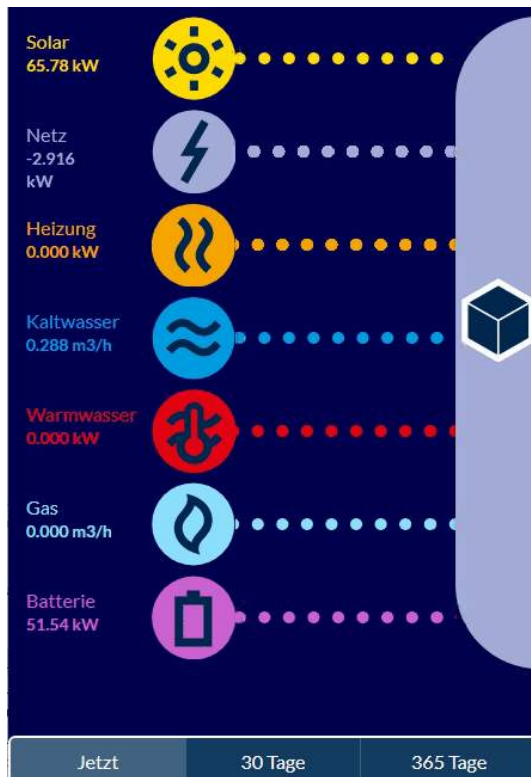 Solar
65.78 kW
Netz
-2.916
kW
Heizung
0.000 kW
Kaltwasser
0.288 m3/h
Warmwasser
0.000 kW
Gas
0.000 m3/h
Batterie
51.54 kW
Jetzt
30 Tage
365 Tage